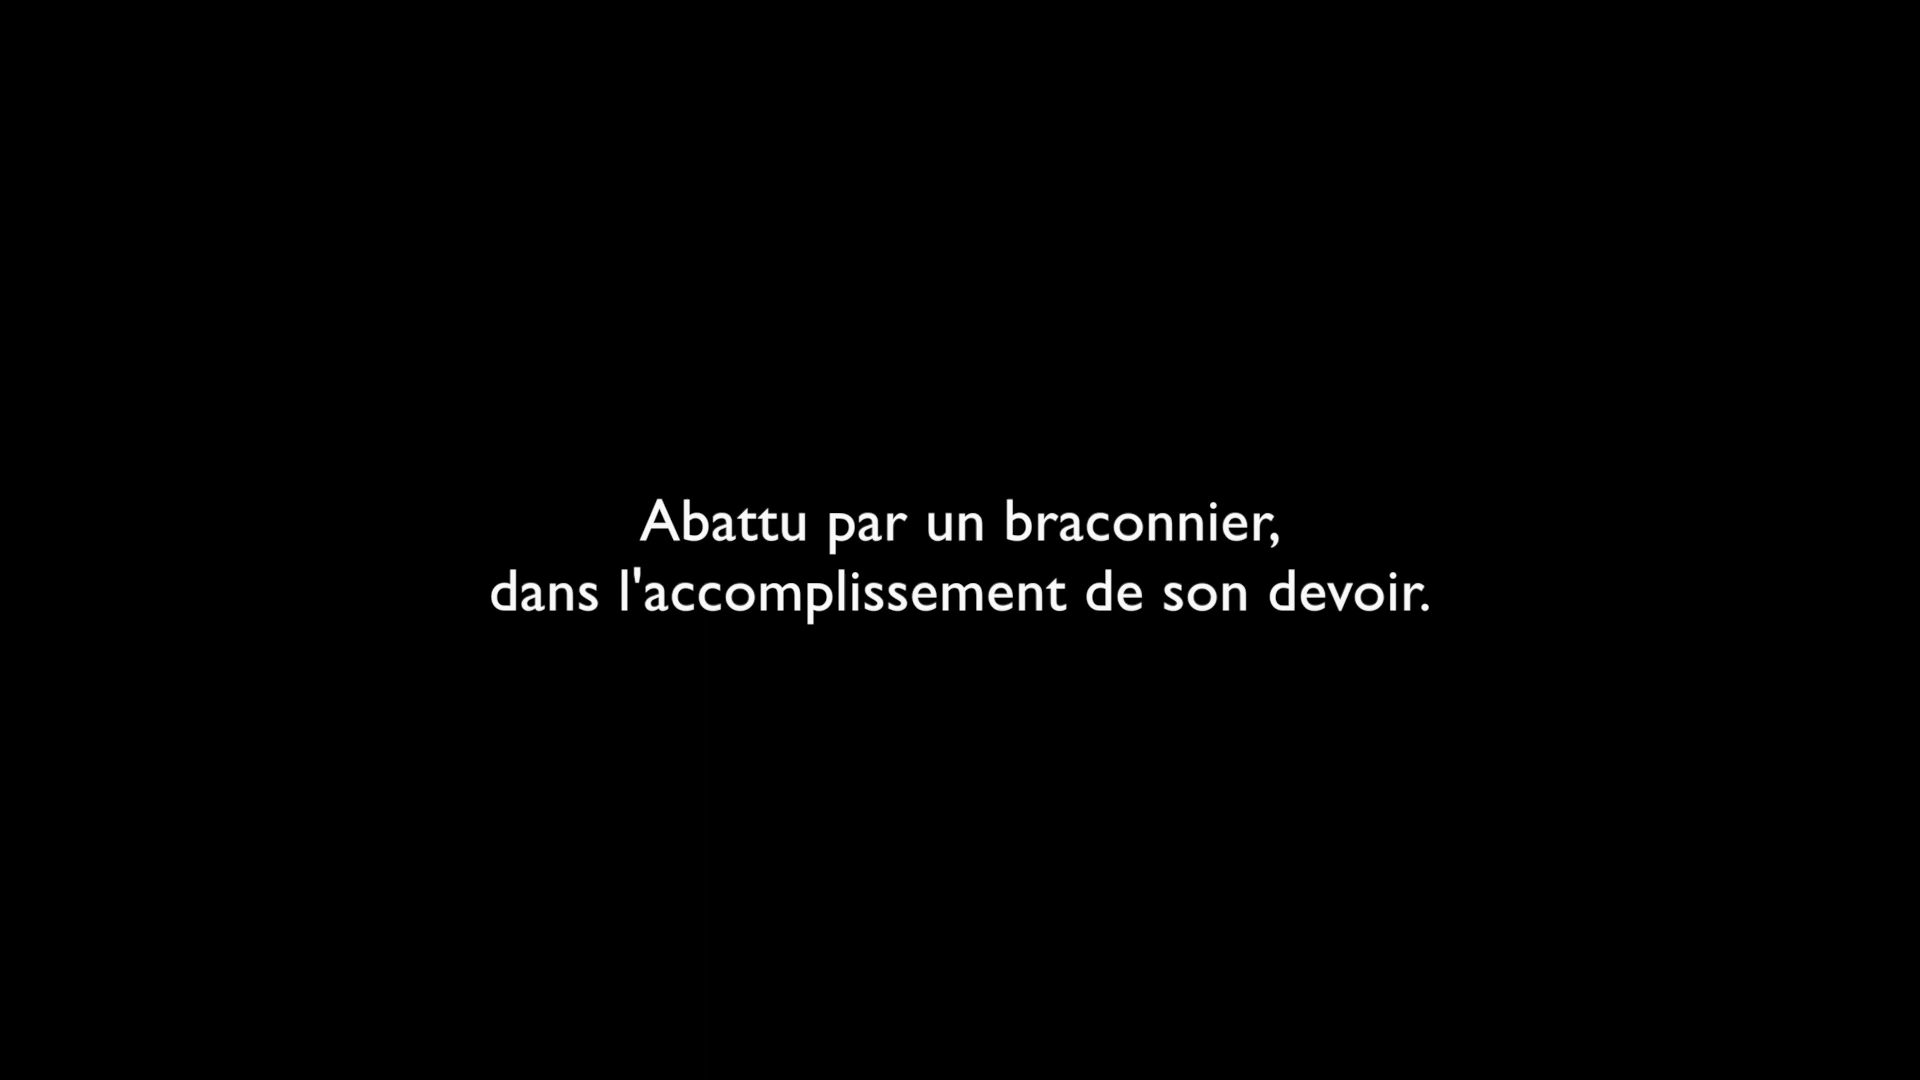 Abattu par un braconnier,
dans l'accomplissement de son devoir.